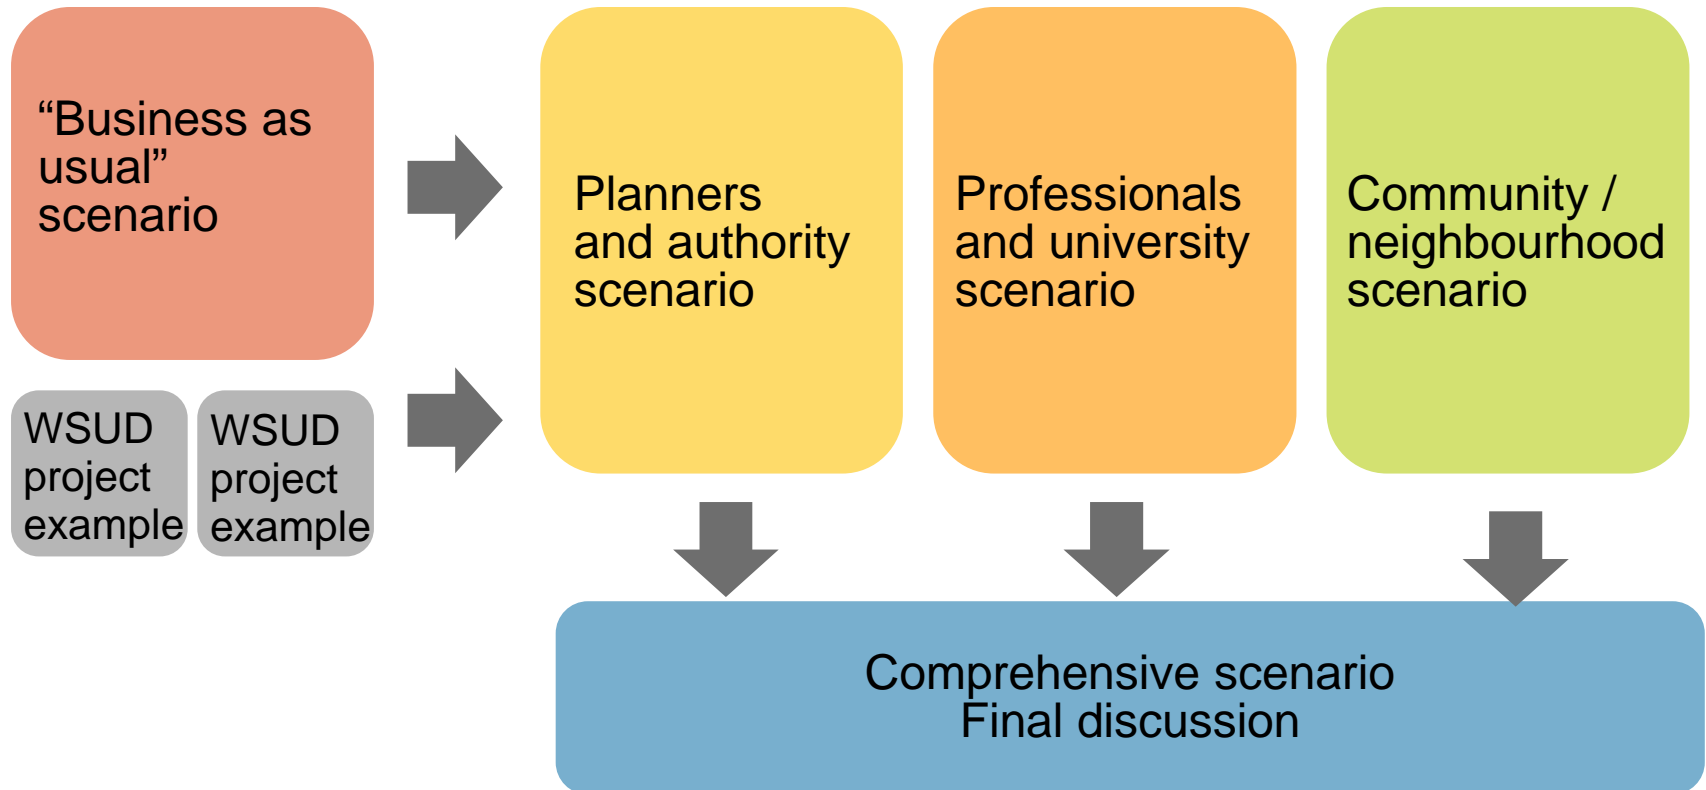 “Business as
usual”
scenario
WSUD
project
example
WSUD
project
example
Planners
and authority
scenario
Professionals
and university
scenario
Community /
neighbourhood
scenario
Comprehensive scenario
Final discussion